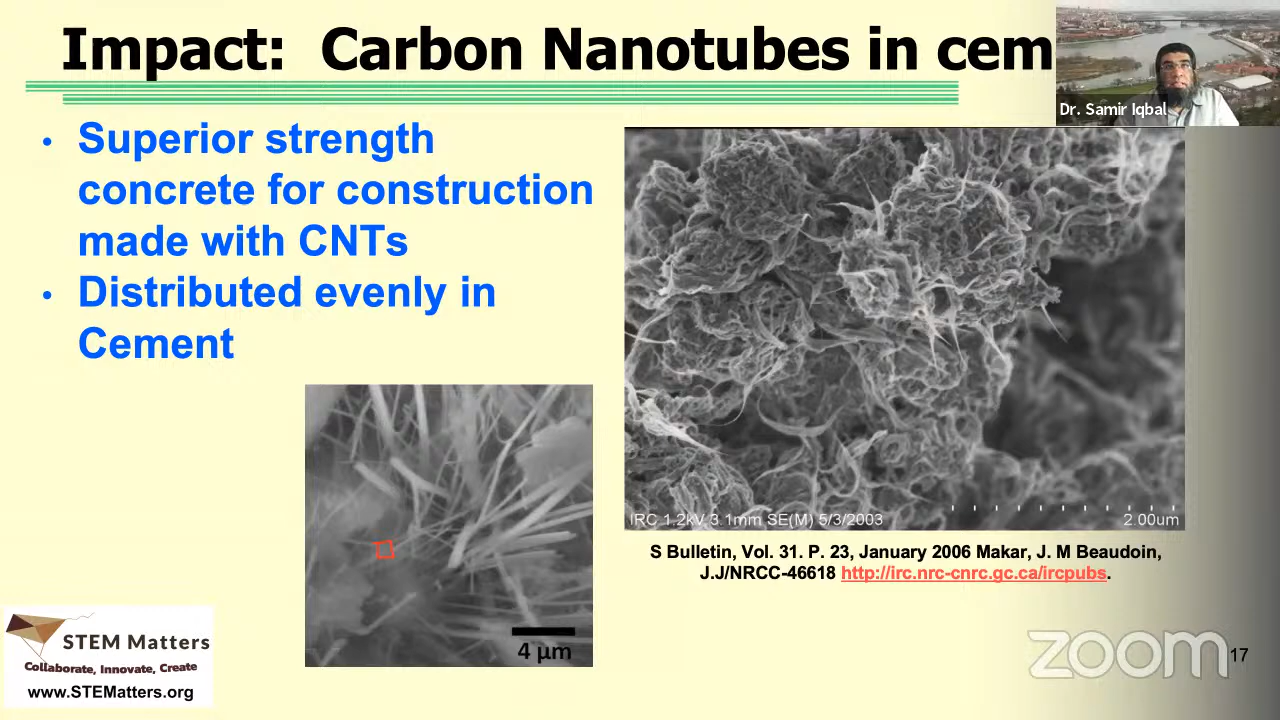 Impact: Carbon Nanotubes in cem
Dr. Samir Iqbal
• Superior strength
concrete for construction
made with CNTs
• Distributed evenly in
Cement
IRC 1.2kV 3.1mm SE(M) 5/3/2003
2.00um
S Bulletin, Vol. 31. P. 23, January 2006 Makar, J. M Beaudoin,
J.J/NRCC-46618 http://irc.nrc-cnrc.gc.ca/ircpubs.
4 μm
STEM Matters
Collaborate, Innovate, Create
www.STEMatters.org
zoom
17